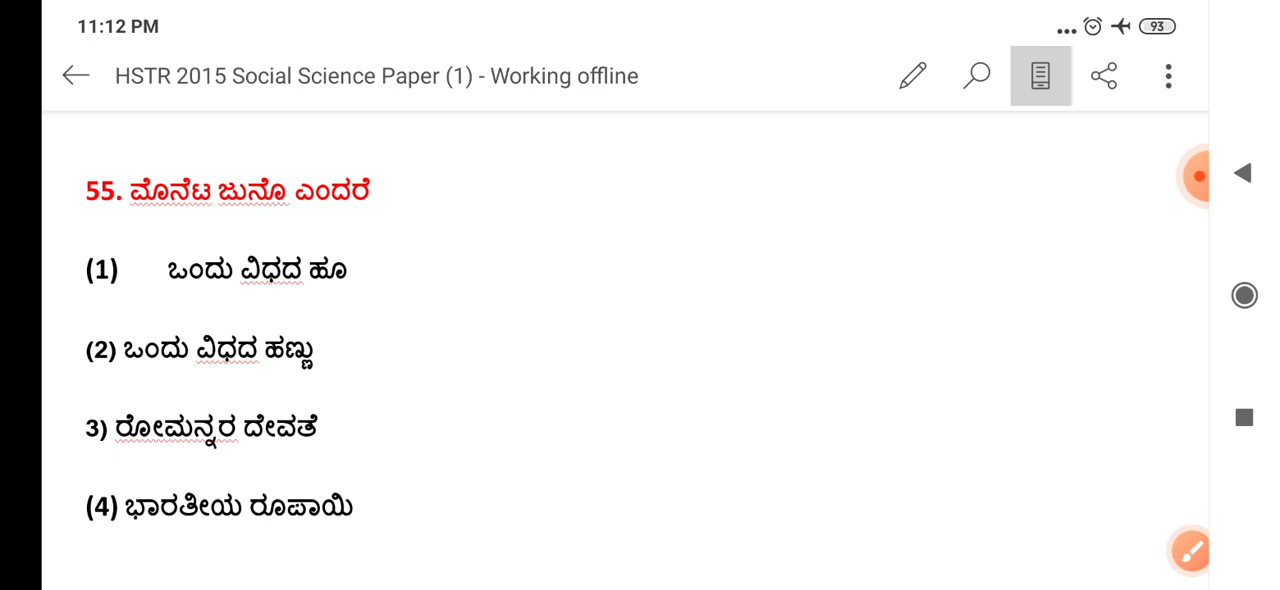 11:12 PM
93
HSTR 2015 Social Science Paper (1) - Working offline
55. ಮೊನೆಟ ಜುನೊ ಎಂದರೆ
(1) ಒಂದು ವಿಧದ ಹೂ
(2) ಒಂದು ವಿಧದ ಹಣ್ಣು
3) ರೋಮನ್ನರ ದೇವತೆ
(4) ಭಾರತೀಯ ರೂಪಾಯಿ